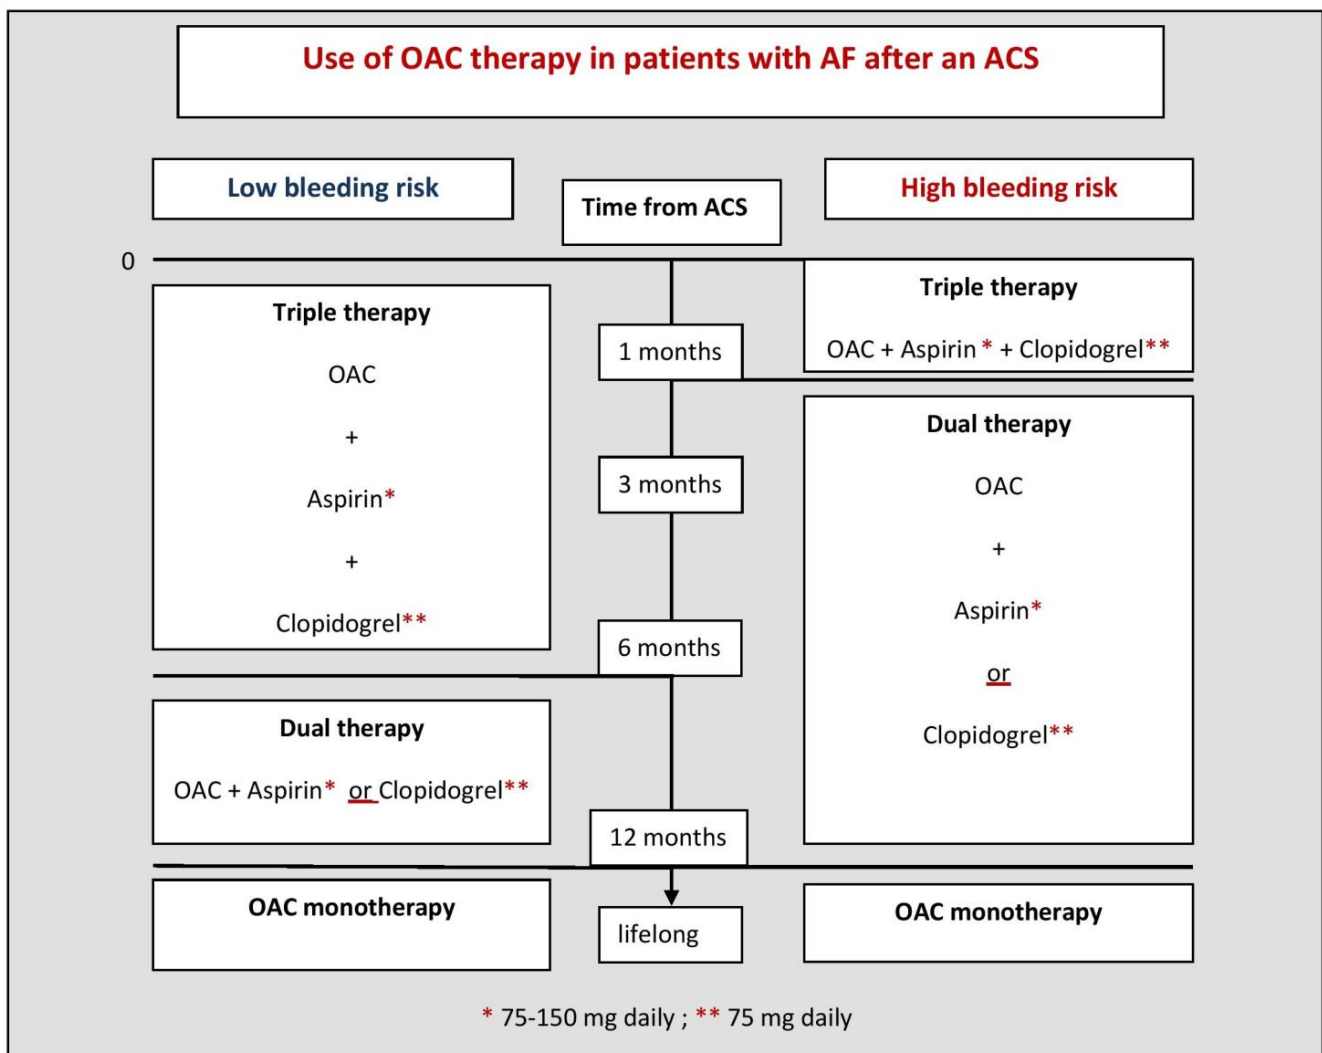 Use of OAC therapy in patients with AF after an ACS
Low bleeding risk
Time from ACS
High bleeding risk
0
Triple therapy
OAC
+
Aspirin*
+
Clopidogrel**
Dual therapy
OAC + Aspirin* or Clopidogrel**
OAC monotherapy
1 months
3 months
6 months
12 months
lifelong
Triple therapy
OAC + Aspirin * + Clopidogrel**
Dual therapy
OAC
+
Aspirin*
or
Clopidogrel**
OAC monotherapy
* 75-150 mg daily ; ** 75 mg daily